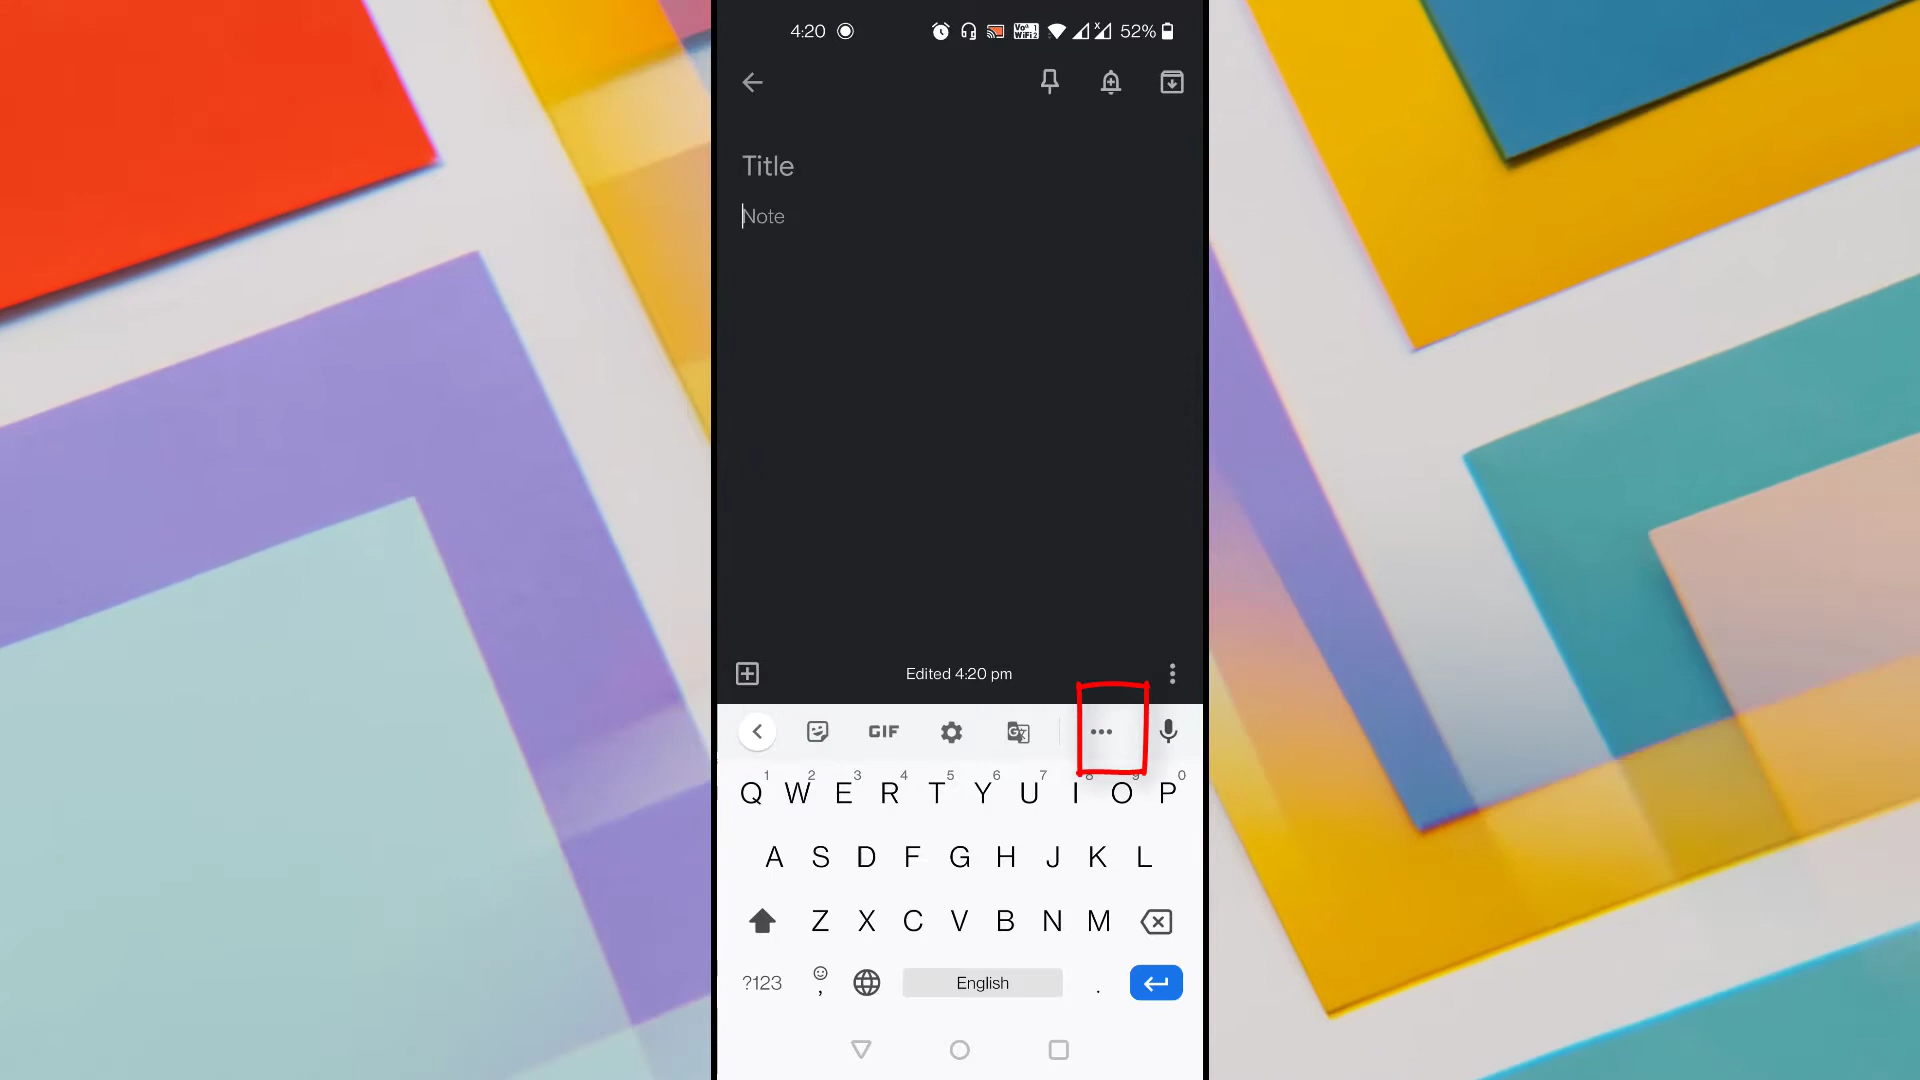 4:20 52%
Title
Note
Edited 4:20 pm
GIF
1 2 3 4 5 6 7 8 9 0
Q W E R T Y U I O P
A S D F G H J K L
Z X C V B N M
?123 , English .